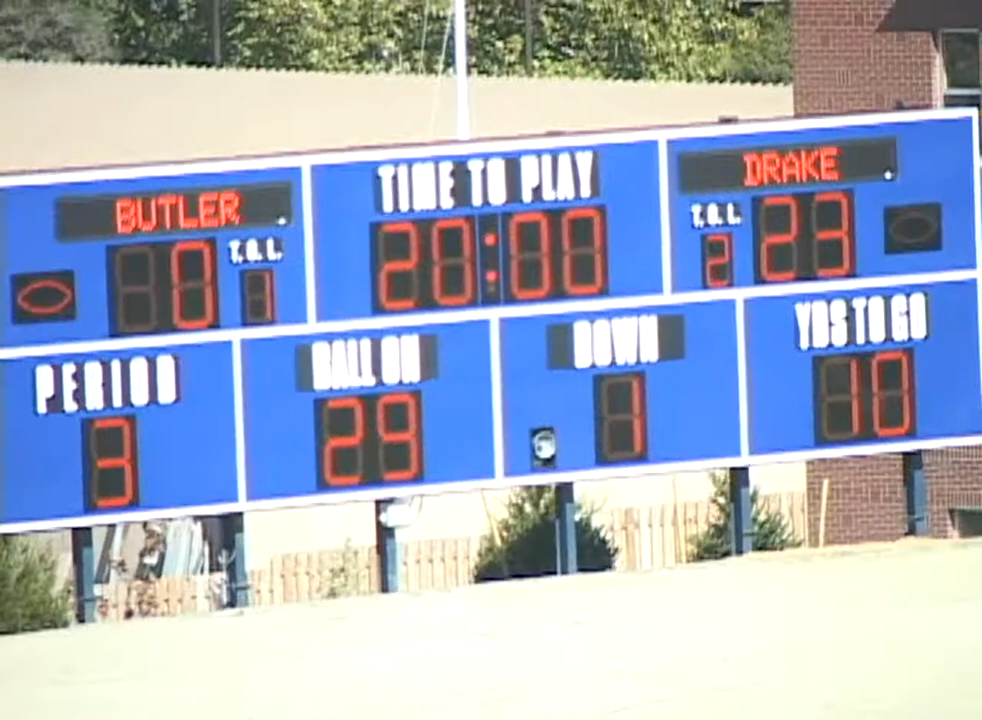 BUTLER
TIME TO PLAY
DRAKE
0
T.O.L.
1
20:00
T.O.L.
2
23
PERIOD
3
BALL ON
29
DOWN
1
YDS TO GO
10